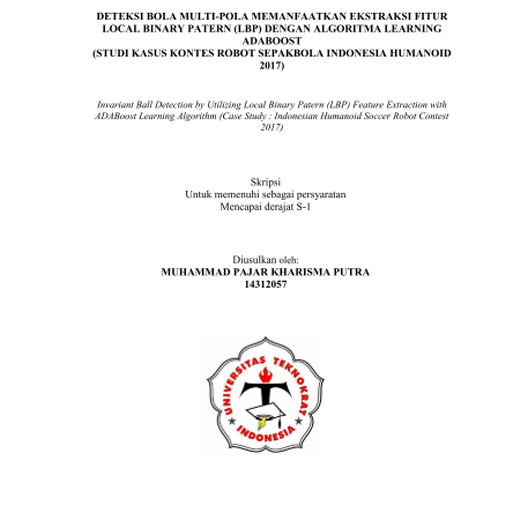 DETEKSI BOLA MULTI-POLA MEMANFAATKAN EKSTRAKSI FITUR
LOCAL BINARY PATERN (LBP) DENGAN ALGORITMA LEARNING
ADABOOST
(STUDI KASUS KONTES ROBOT SEPAKBOLA INDONESIA HUMANOID
2017)
Invariant Ball Detection by Utilizing Local Binary Patern (LBP) Feature Extraction with
ADABoost Learning Algorithm (Case Study : Indonesian Humanoid Soccer Robot Contest
2017)
Skripsi
Untuk memenuhi sebagai persyaratan
Mencapai derajat S-1
Diusulkan oleh:
MUHAMMAD PAJAR KHARISMA PUTRA
14312057
UNIVERSITAS TEKNOKRAT
INDONESIA